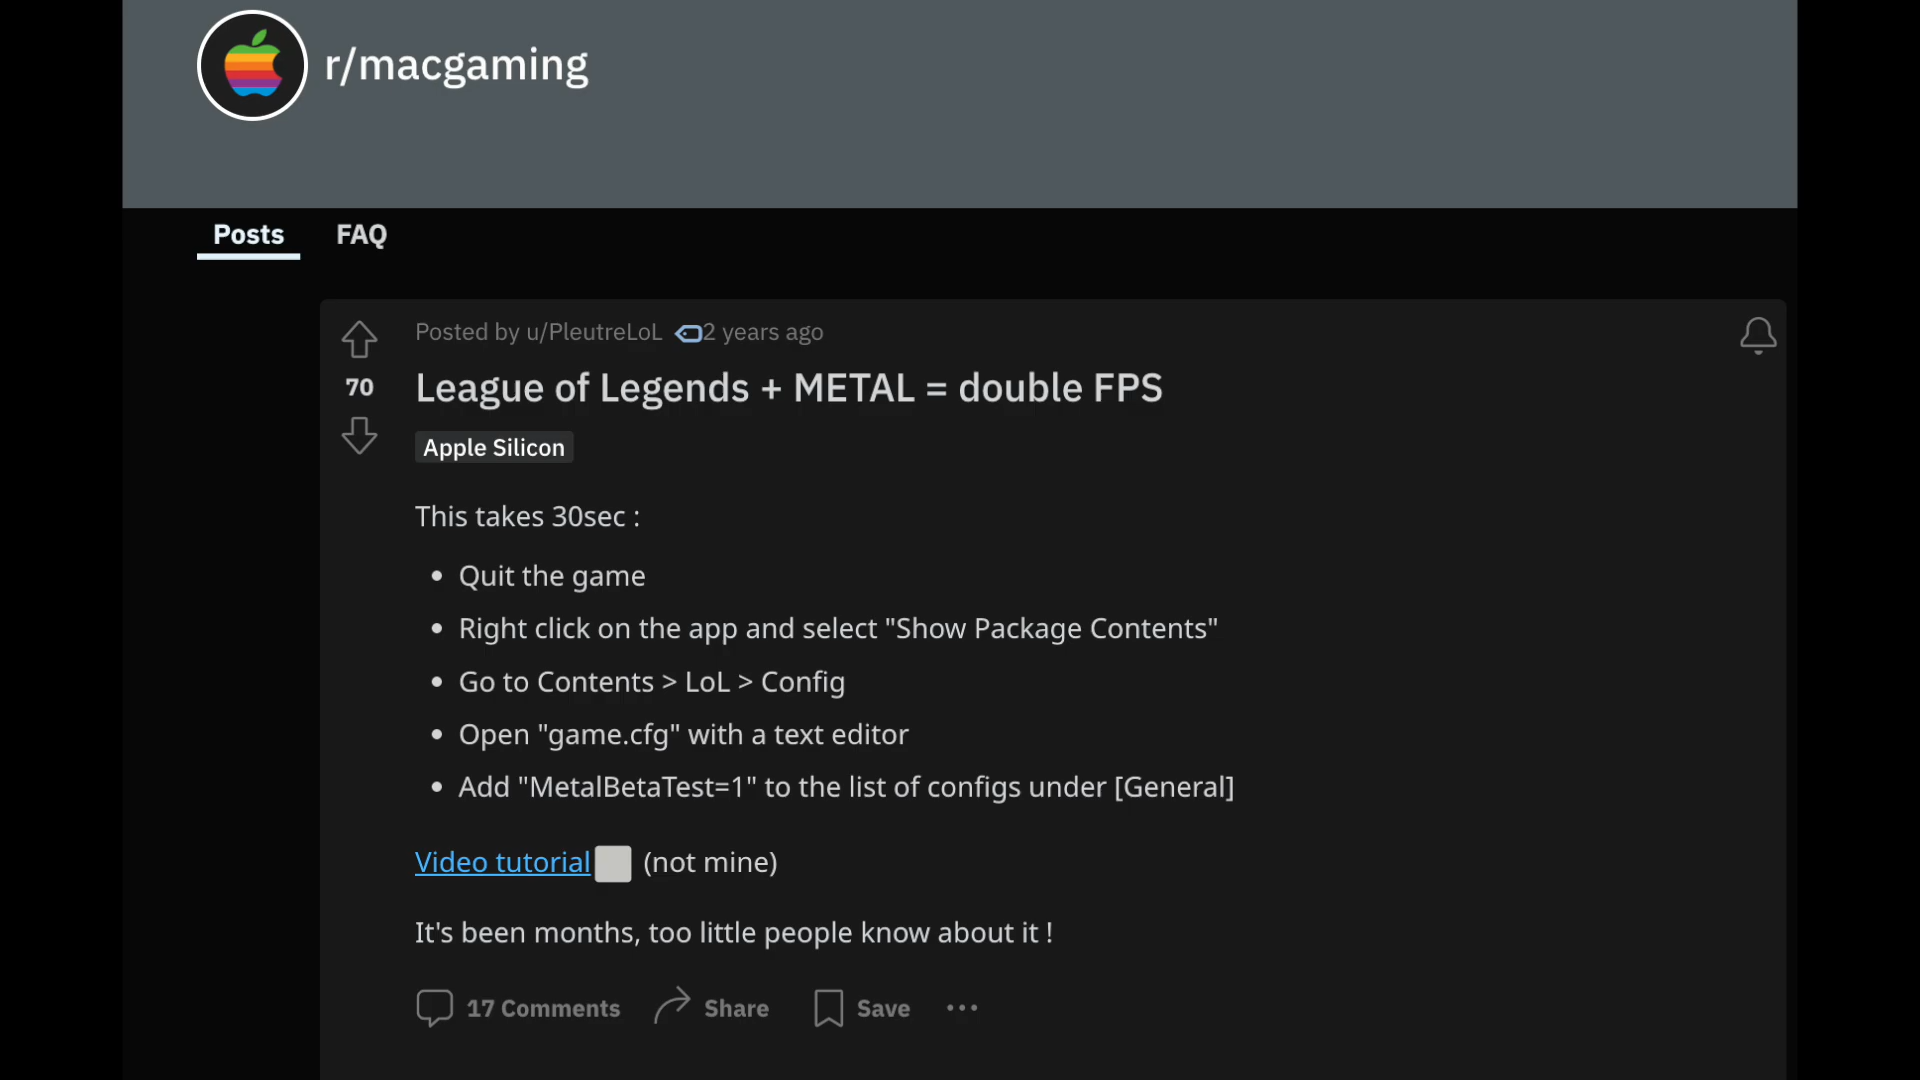 r/macgaming
Posts FAQ
Posted by u/PleutreLoL 2 years ago
70
League of Legends + METAL = double FPS
Apple Silicon
This takes 30sec :
• Quit the game
• Right click on the app and select "Show Package Contents"
• Go to Contents > LoL > Config
• Open "game.cfg" with a text editor
• Add "MetalBetaTest=1" to the list of configs under [General]
Video tutorial (not mine)
It's been months, too little people know about it !
17 Comments Share Save ...